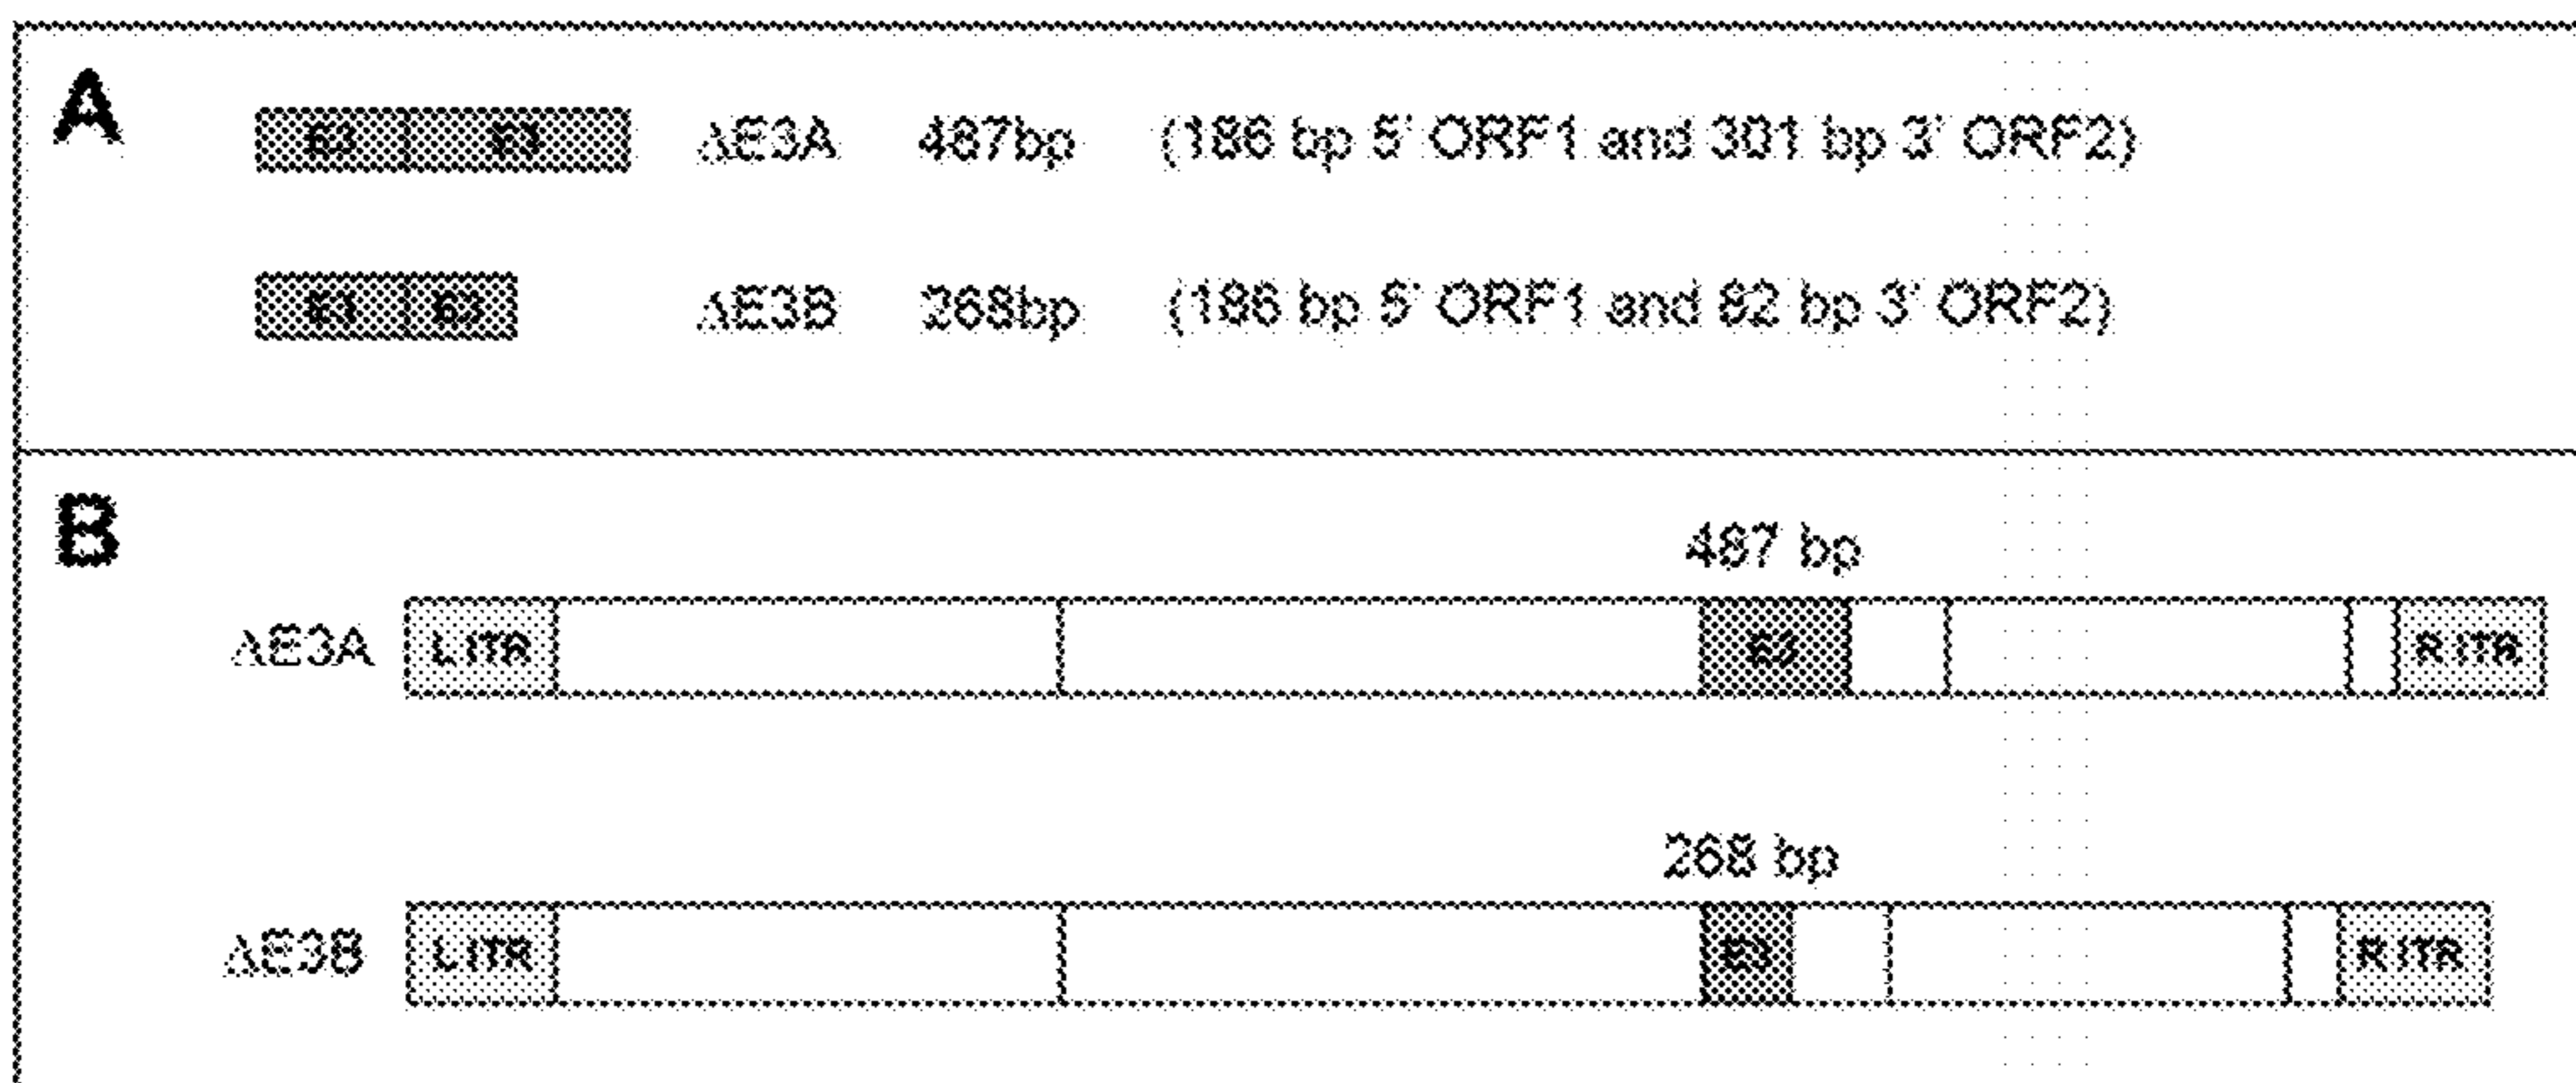 A
E3 E3 ΔE3A 487bp (186 bp 5' ORF1 and 301 bp 3' ORF2)
E3 E3 ΔE3B 268bp (186 bp 5' ORF1 and 82 bp 3' ORF2)
B
487 bp
ΔE3A L ITR E3 R ITR
268 bp
ΔE3B L ITR E3 R ITR